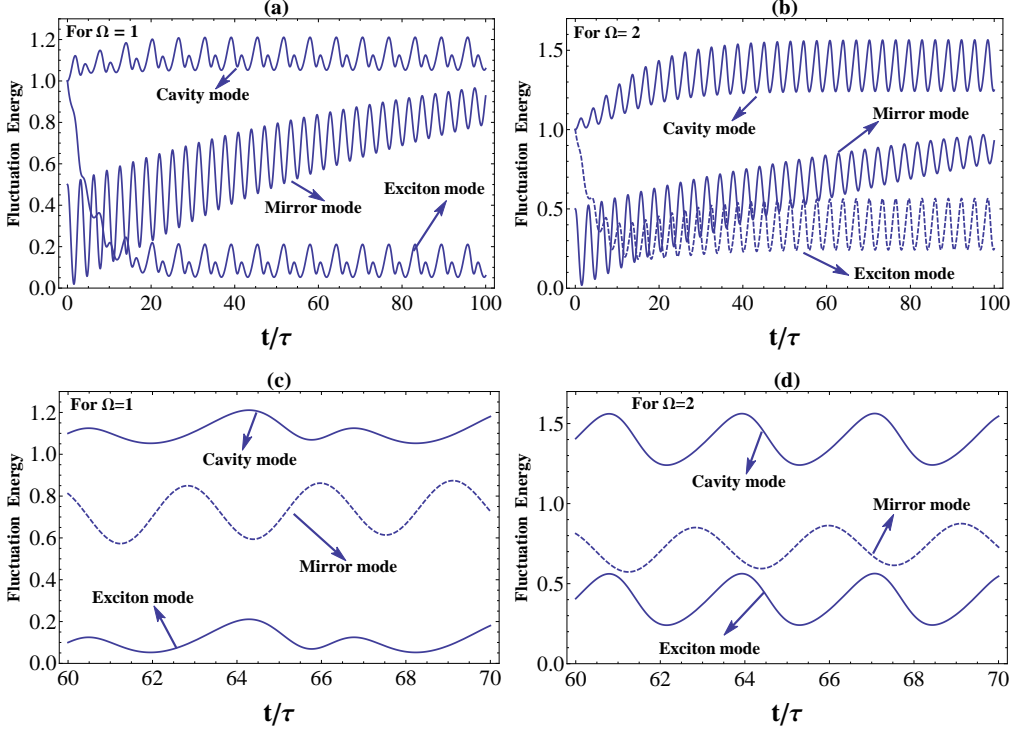 (a)
For Ω = 1
Fluctuation Energy
1.2
1.0
0.8
0.6
0.4
0.2
0.0
Cavity mode
Mirror mode
Exciton mode
0 20 40 60 80 100
t/τ
(b)
For Ω= 2
Fluctuation Energy
1.5
1.0
0.5
0.0
Cavity mode
Mirror mode
Exciton mode
0 20 40 60 80 100
t/τ
(c)
For Ω=1
Fluctuation Energy
1.2
1.0
0.8
0.6
0.4
0.2
0.0
Cavity mode
Mirror mode
Exciton mode
60 62 64 66 68 70
t/τ
(d)
For Ω=2
Fluctuation Energy
1.5
1.0
0.5
0.0
Cavity mode
Mirror mode
Exciton mode
60 62 64 66 68 70
t/τ